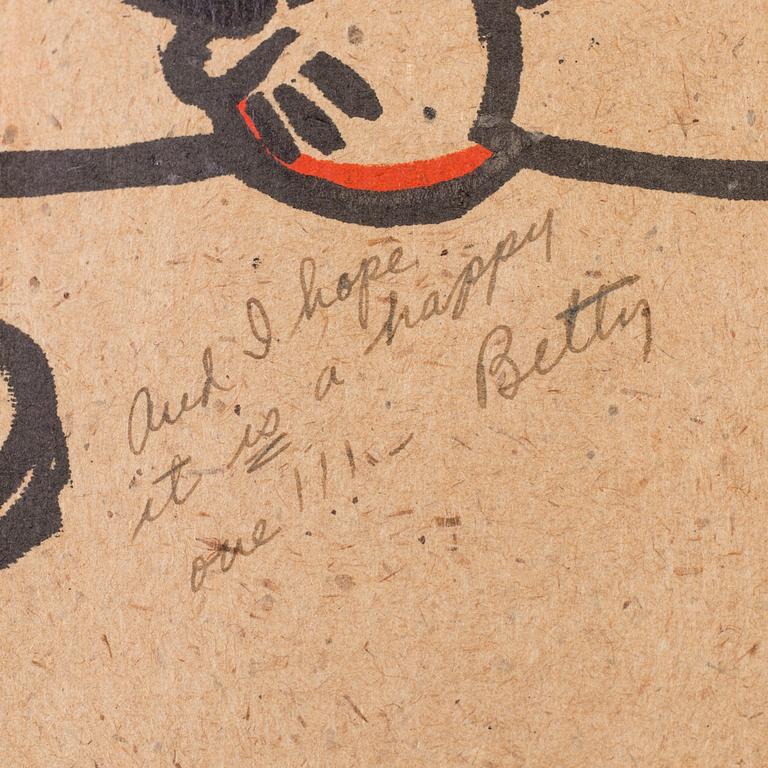 And I hope
it is a happy
one !!!
Betty